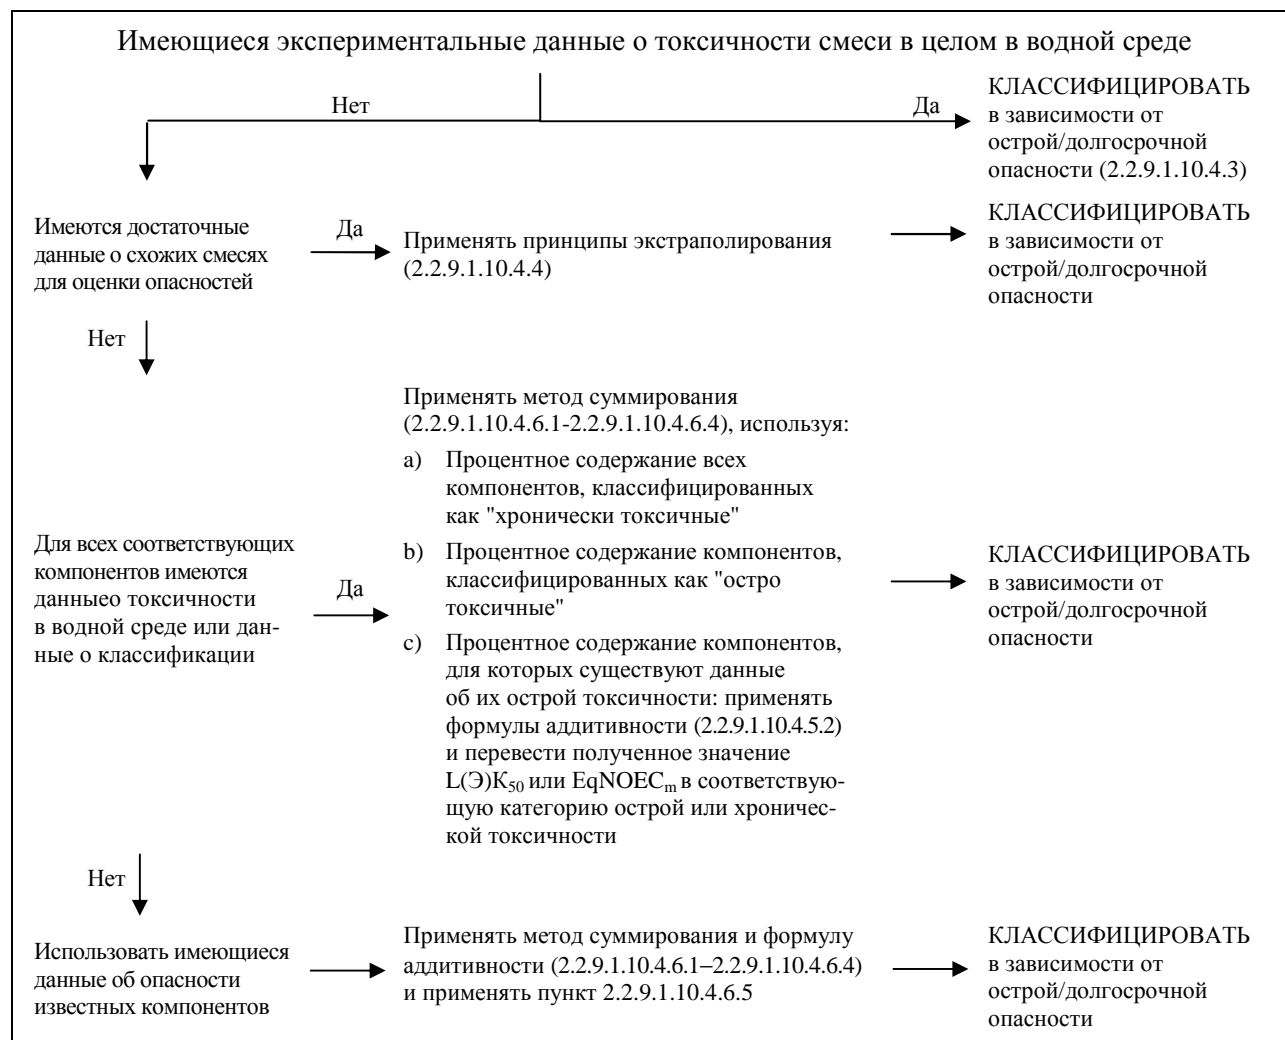 Имеющиеся экспериментальные данные о токсичности смеси в целом в водной среде
Нет
Да
КЛАССИФИЦИРОВАТЬ
в зависимости от
острой/долгосрочной
опасности (2.2.9.1.10.4.3)
Имеются достаточные
данные о схожих смесях
для оценки опасностей
Да
Применять принципы экстраполирования
(2.2.9.1.10.4.4)
КЛАССИФИЦИРОВАТЬ
в зависимости от
острой/долгосрочной
опасности
Нет
Применять метод суммирования
(2.2.9.1.10.4.6.1-2.2.9.1.10.4.6.4), используя:
a) Процентное содержание всех
компонентов, классифицированных
как "хронически токсичные"
b) Процентное содержание компонентов,
классифицированных как "остро
токсичные"
c) Процентное содержание компонентов,
для которых существуют данные
об их острой токсичности: применять
формулы аддитивности (2.2.9.1.10.4.5.2)
и перевести полученное значение
L(Э)К50 или EqNOECm в соответствую-
щую категорию острой или хрониче-
ской токсичности
Для всех соответствующих
компонентов имеются
данныео токсичности
в водной среде или дан-
ные о классификации
Да
КЛАССИФИЦИРОВАТЬ
в зависимости от
острой/долгосрочной
опасности
Нет
Использовать имеющиеся
данные об опасности
известных компонентов
Применять метод суммирования и формулу
аддитивности (2.2.9.1.10.4.6.1–2.2.9.1.10.4.6.4)
и применять пункт 2.2.9.1.10.4.6.5
КЛАССИФИЦИРОВАТЬ
в зависимости от
острой/долгосрочной
опасности